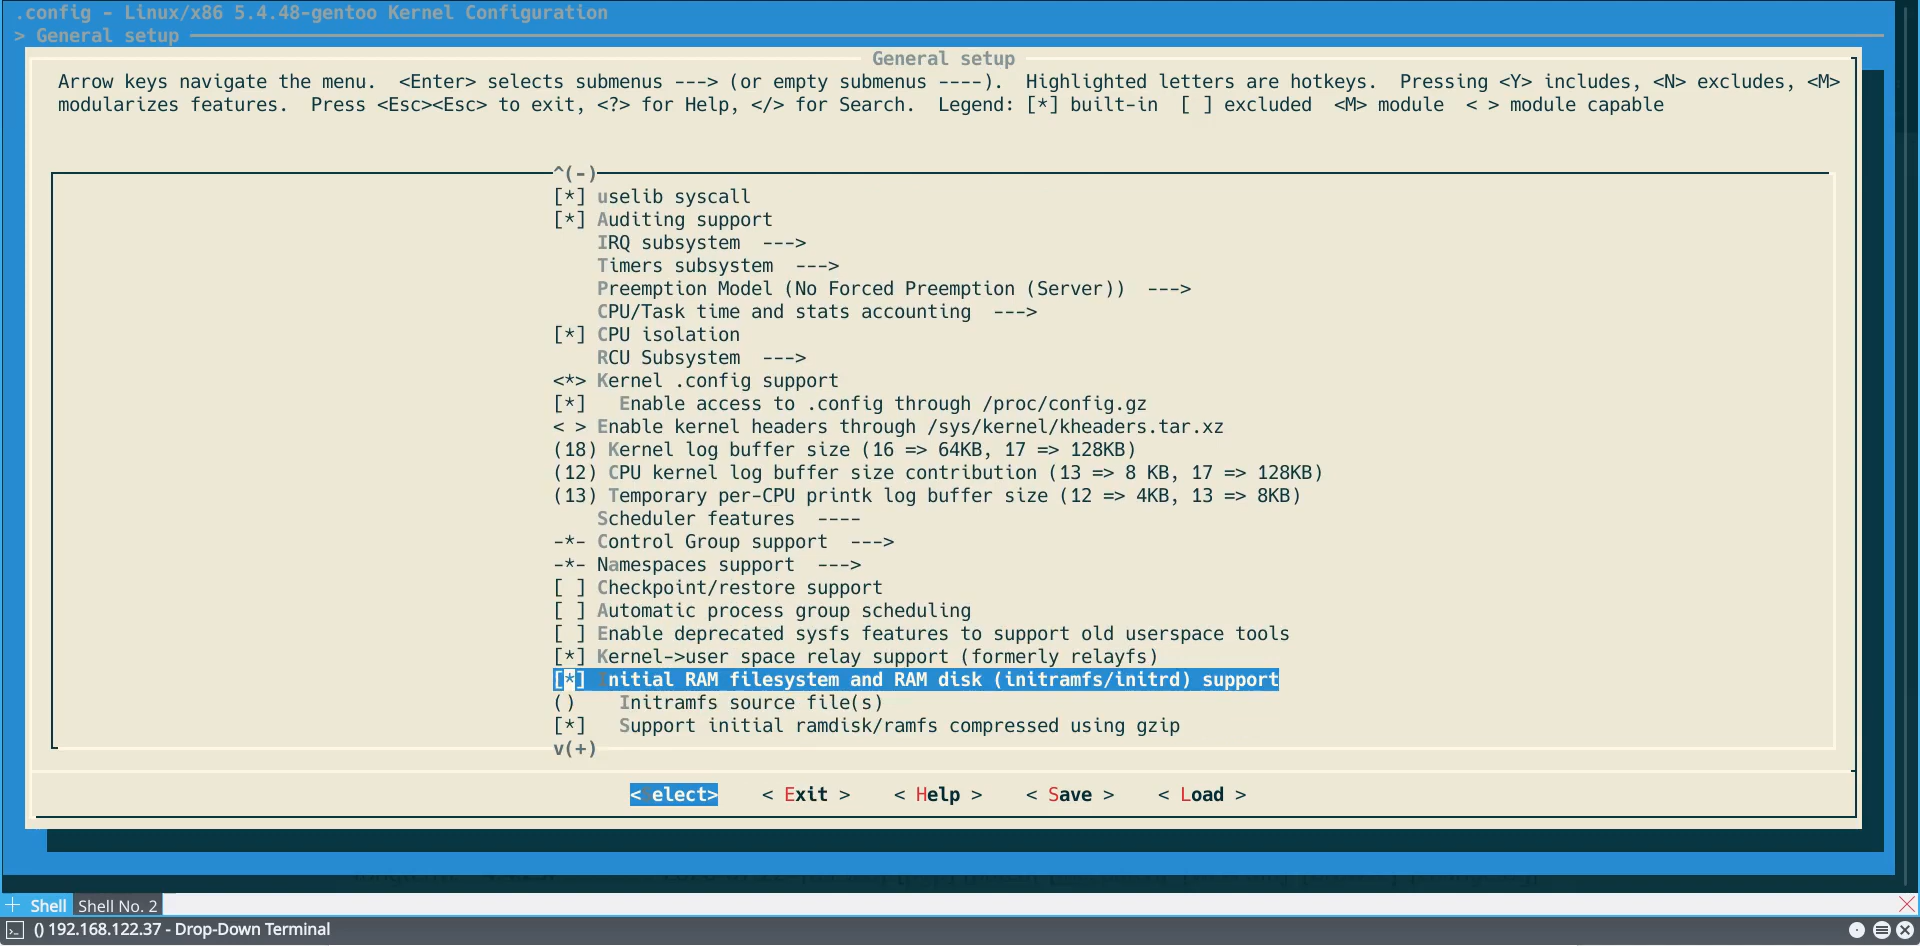 .config - Linux/x86 5.4.48-gentoo Kernel Configuration
> General setup
General setup
Arrow keys navigate the menu.  <Enter> selects submenus ---> (or empty submenus ----).  Highlighted letters are hotkeys.  Pressing <Y> includes, <N> excludes, <M>
modularizes features.  Press <Esc><Esc> to exit, <?> for Help, </> for Search.  Legend: [*] built-in  [ ] excluded  <M> module  < > module capable
^(-)
[*] uselib syscall
[*] Auditing support
IRQ subsystem  --->
Timers subsystem  --->
Preemption Model (No Forced Preemption (Server))  --->
CPU/Task time and stats accounting  --->
[*] CPU isolation
RCU Subsystem  --->
<*> Kernel .config support
[*]   Enable access to .config through /proc/config.gz
< > Enable kernel headers through /sys/kernel/kheaders.tar.xz
(18) Kernel log buffer size (16 => 64KB, 17 => 128KB)
(12) CPU kernel log buffer size contribution (13 => 8 KB, 17 => 128KB)
(13) Temporary per-CPU printk log buffer size (12 => 4KB, 13 => 8KB)
Scheduler features  ----
-*- Control Group support  --->
-*- Namespaces support  --->
[ ] Checkpoint/restore support
[ ] Automatic process group scheduling
[ ] Enable deprecated sysfs features to support old userspace tools
[*] Kernel->user space relay support (formerly relayfs)
[*] Initial RAM filesystem and RAM disk (initramfs/initrd) support
()    Initramfs source file(s)
[*]   Support initial ramdisk/ramfs compressed using gzip
v(+)
<Select>    < Exit >    < Help >    < Save >    < Load >
Shell  Shell No. 2
() 192.168.122.37 - Drop-Down Terminal